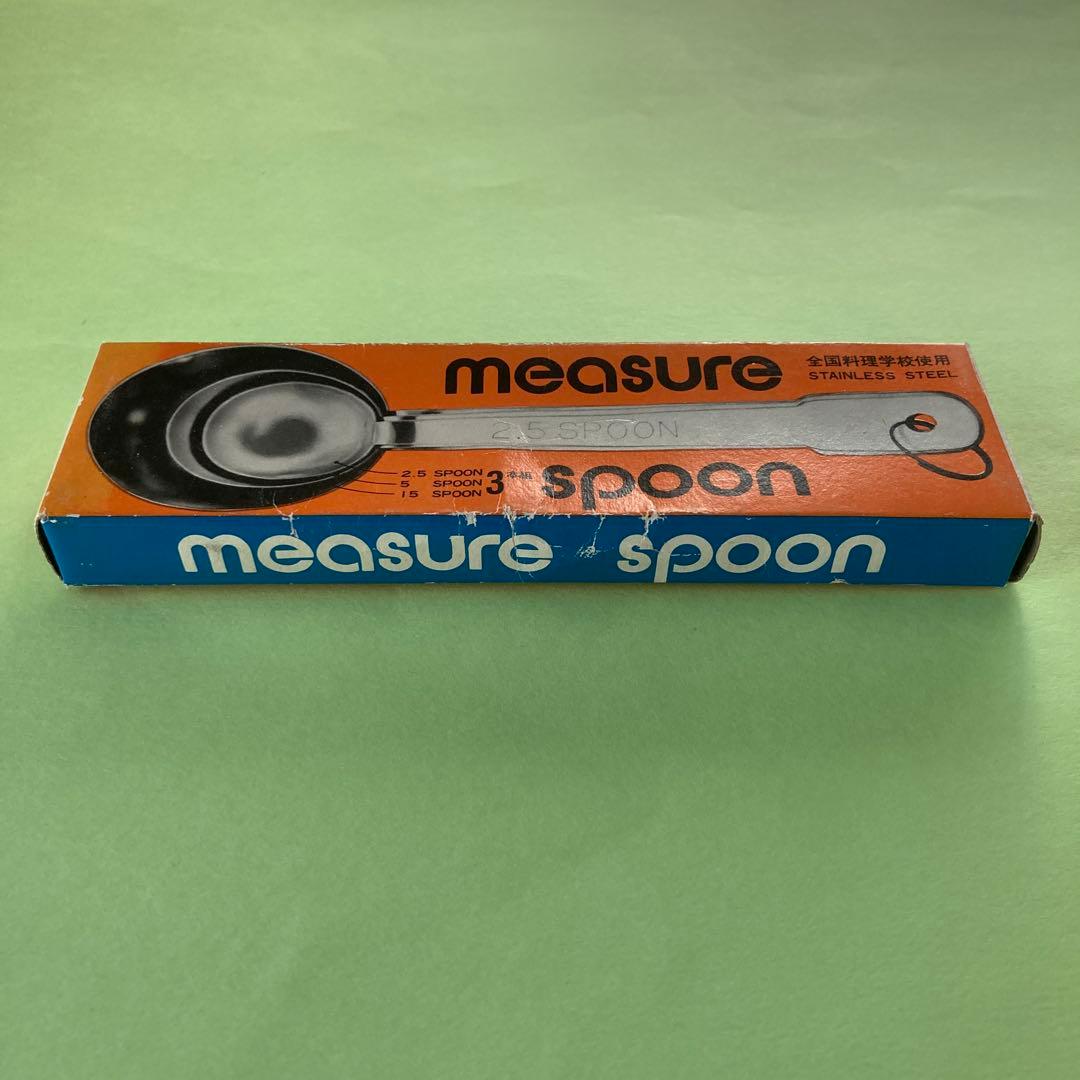 measure
全国料理学校使用
STAINLESS STEEL
2.5 SPOON
2.5 SPOON
5 SPOON
15 SPOON
3本組
spoon
measure spoon